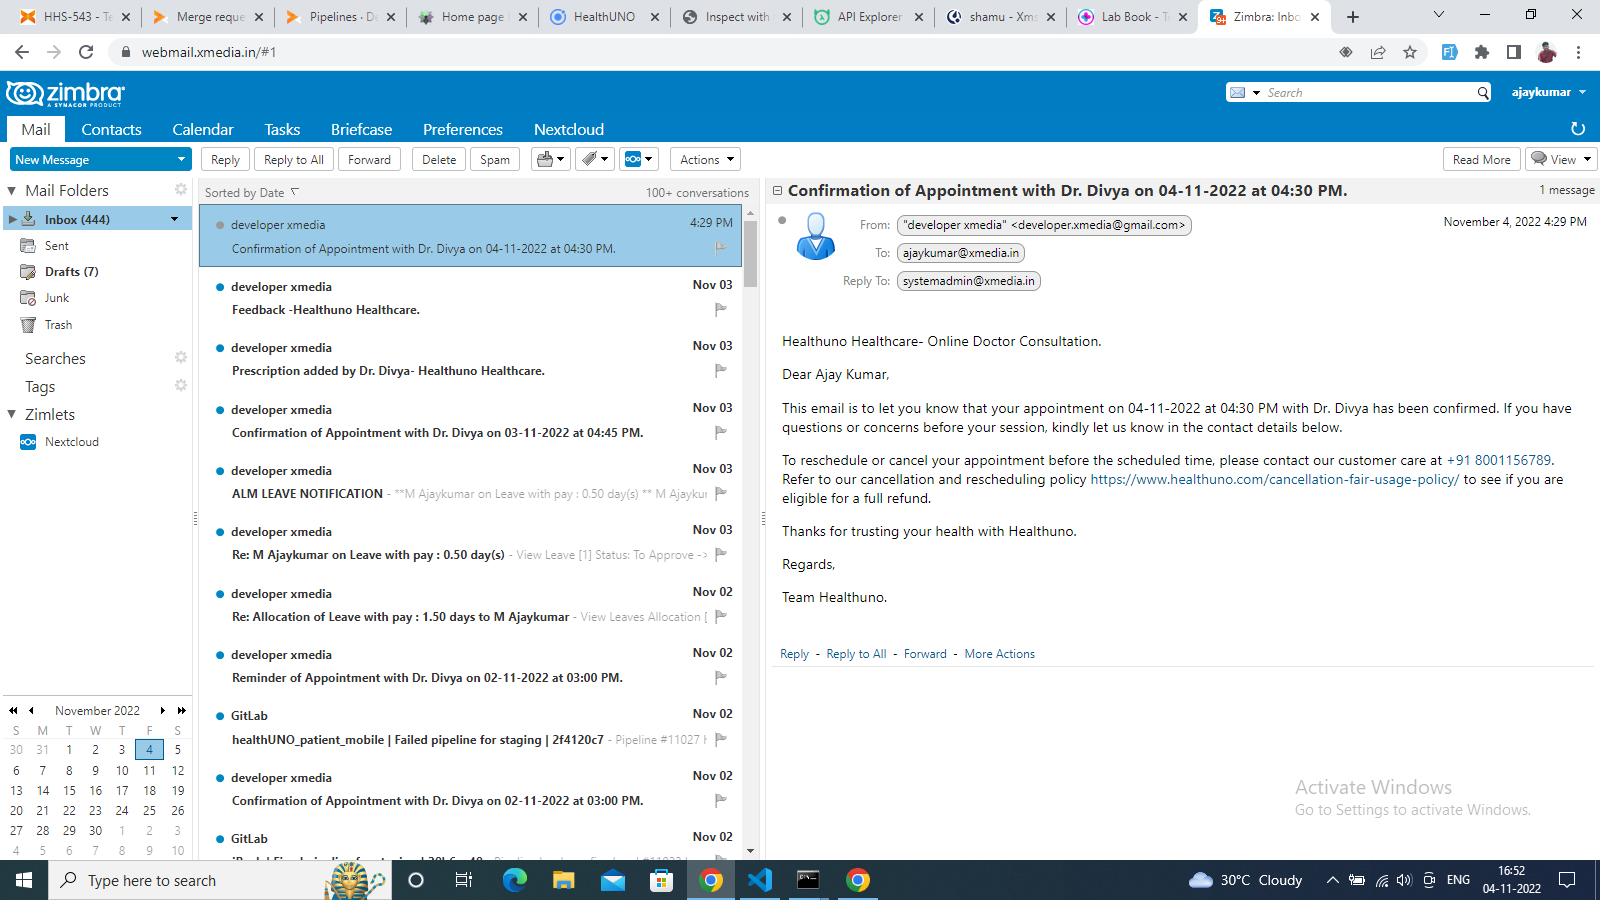 HHS-543 - Te
Merge reque
Pipelines · De
Home page
HealthUNO
Inspect with
API Explorer
shamu - Xms
Lab Book - T
Zimbra: Inbo
webmail.xmedia.in/#1
zimbra
A SYNACOR PRODUCT
Search
ajaykumar
Mail Contacts Calendar Tasks Briefcase Preferences Nextcloud
New Message
Reply
Reply to All
Forward
Delete
Spam
Actions
Read More
View
Mail Folders
Inbox (444)
Sent
Drafts (7)
Junk
Trash
Searches
Tags
Zimlets
Nextcloud
November 2022
S M T W T F S
30 31 1 2 3 4 5
6 7 8 9 10 11 12
13 14 15 16 17 18 19
20 21 22 23 24 25 26
27 28 29 30 1 2 3
4 5 6 7 8 9 10
Sorted by Date
100+ conversations
developer xmedia 4:29 PM
Confirmation of Appointment with Dr. Divya on 04-11-2022 at 04:30 PM.
developer xmedia Nov 03
Feedback -Healthuno Healthcare.
developer xmedia Nov 03
Prescription added by Dr. Divya- Healthuno Healthcare.
developer xmedia Nov 03
Confirmation of Appointment with Dr. Divya on 03-11-2022 at 04:45 PM.
developer xmedia Nov 03
ALM LEAVE NOTIFICATION - **M Ajaykumar on Leave with pay : 0.50 day(s) ** M Ajaykur
developer xmedia Nov 03
Re: M Ajaykumar on Leave with pay : 0.50 day(s) - View Leave [1] Status: To Approve ->
developer xmedia Nov 02
Re: Allocation of Leave with pay : 1.50 days to M Ajaykumar - View Leaves Allocation [
developer xmedia Nov 02
Reminder of Appointment with Dr. Divya on 02-11-2022 at 03:00 PM.
GitLab Nov 02
healthUNO_patient_mobile | Failed pipeline for staging | 2f4120c7 - Pipeline #11027
developer xmedia Nov 02
Confirmation of Appointment with Dr. Divya on 02-11-2022 at 03:00 PM.
GitLab Nov 02
Confirmation of Appointment with Dr. Divya on 04-11-2022 at 04:30 PM.
1 message
From: "developer xmedia" <developer.xmedia@gmail.com>
November 4, 2022 4:29 PM
To: ajaykumar@xmedia.in
Reply To: systemadmin@xmedia.in
Healthuno Healthcare- Online Doctor Consultation.
Dear Ajay Kumar,
This email is to let you know that your appointment on 04-11-2022 at 04:30 PM with Dr. Divya has been confirmed. If you have
questions or concerns before your session, kindly let us know in the contact details below.
To reschedule or cancel your appointment before the scheduled time, please contact our customer care at +91 8001156789.
Refer to our cancellation and rescheduling policy https://www.healthuno.com/cancellation-fair-usage-policy/ to see if you are
eligible for a full refund.
Thanks for trusting your health with Healthuno.
Regards,
Team Healthuno.
Reply - Reply to All - Forward - More Actions
Activate Windows
Go to Settings to activate Windows.
Type here to search
30°C Cloudy
ENG
16:52
04-11-2022